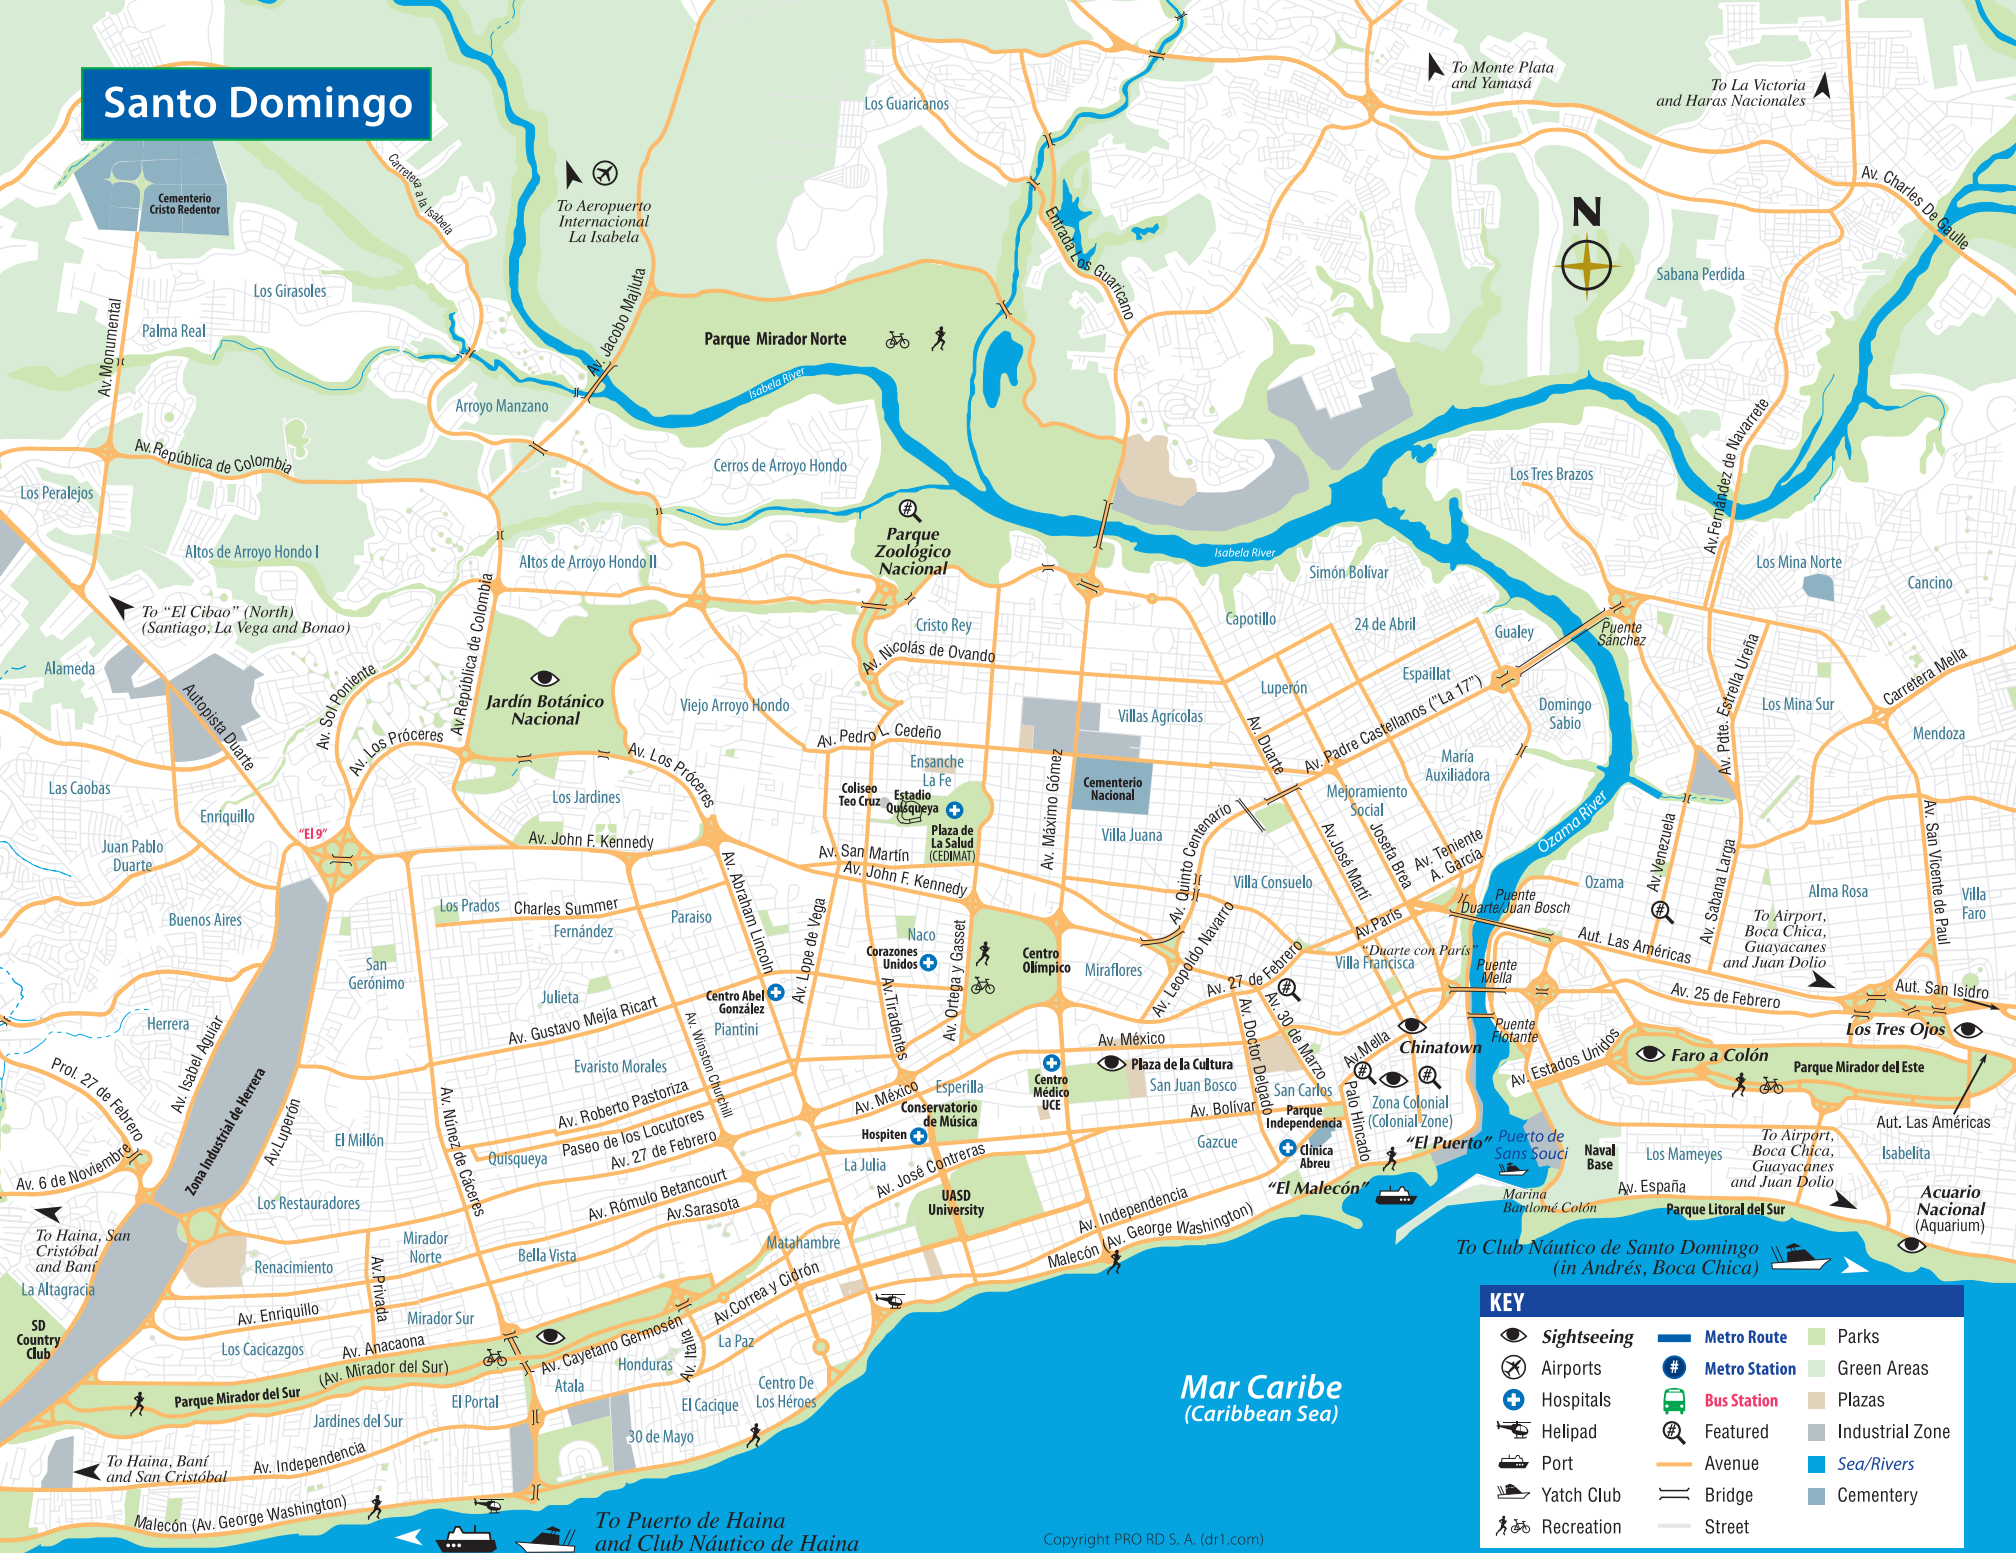 Santo Domingo
Cementerio
Cristo Redentor
Carretera a la Isabela
To Aeropuerto
Internacional
La Isabela
Los Guaricanos
Entrada Los Guaricano
To Monte Plata
and Yamasá
To La Victoria
and Haras Nacionales
Av. Charles De Gaulle
N
Sabana Perdida
Los Girasoles
Palma Real
Av. Monumental
Av. Jacobo Majluta
Parque Mirador Norte
Isabela River
Arroyo Manzano
Av.República de Colombia
Los Peralejos
Cerros de Arroyo Hondo
Los Tres Brazos
Av.Fernández de Navarrete
Altos de Arroyo Hondo I
Altos de Arroyo Hondo II
Parque
Zoológico
Nacional
Isabela River
Simón Bolívar
Los Mina Norte
Cancino
To “El Cibao” (North)
(Santiago, La Vega and Bonao)
Av.República de Colombia
Cristo Rey
Av. Nicolás de Ovando
Capotillo
24 de Abril
Gualey
Puente
Sánchez
Alameda
Autopista Duarte
Av. Sol Poniente
Av. Los Próceres
Jardín Botánico
Nacional
Viejo Arroyo Hondo
Luperón
Espaillat
Villas Agrícolas
Av. Duarte
Av. Padre Castellanos ("La 17")
Domingo
Sabio
Av. Pdte. Estrella Ureña
Los Mina Sur
Carretera Mella
Mendoza
Av. Los Próceres
Av. Pedro L. Cedeño
Ensanche
La Fe
Coliseo
Teo Cruz
Estadio
Quisqueya
Plaza de
La Salud
(CEDIMAT)
Av. Máximo Gómez
Cementerio
Nacional
María
Auxiliadora
Mejoramiento
Social
Las Caobas
Enriquillo
Los Jardines
“El 9”
Juan Pablo
Duarte
Av. John F. Kennedy
Av. San Martín
Av. John F. Kennedy
Villa Juana
Av. Quinto Centenario
Av.José Martí
Josefa Brea
Av. Teniente
A. García
Ozama River
Av.Venezuela
Av. Sabana Larga
Av. San Vicente de Paul
Villa Consuelo
Ozama
Alma Rosa
Villa
Faro
Buenos Aires
Los Prados
Charles Summer
Fernández
Paraiso
Av. Abraham Lincoln
Av. Lope de Vega
Naco
Corazones
Unidos
Av. Ortega y Gasset
Centro
Olímpico
Miraflores
Av. Leopoldo Navarro
Av. 27 de Febrero
Av.París
“Duarte con París”
Villa Francisca
Puente
Duarte/Juan Bosch
Puente
Mella
Aut. Las Américas
To Airport,
Boca Chica,
Guayacanes
and Juan Dolio
San
Gerónimo
Julieta
Centro Abel
González
Piantini
Av.Tiradentes
Av. Gustavo Mejía Ricart
Av. Winston Churchill
Av. Doctor Delgado
Av. 30 de Marzo
Av. 25 de Febrero
Aut. San Isidro
Los Tres Ojos
Herrera
Av. Isabel Aguiar
Prol. 27 de Febrero
Evaristo Morales
Av. Roberto Pastoriza
Paseo de los Locutores
Av. 27 de Febrero
Av. México
Esperilla
Conservatorio
de Música
Hospiten
Centro
Médico
UCE
Av. México
Plaza de la Cultura
San Juan Bosco
Av. Bolívar
Av.Mella
Chinatown
Puente
Flotante
Av. Estados Unidos
Faro a Colón
Parque Mirador del Este
San Carlos
Parque
Independencia
Palo Hincado
Zona Colonial
(Colonial Zone)
Aut. Las Américas
Zona Industrial de Herrera
Av.Luperón
El Millón
Av. Núñez de Cáceres
Quisqueya
La Julia
Av. José Contreras
Gazcue
Clínica
Abreu
“El Puerto”
Puerto de
Sans Souci
Naval
Base
Los Mameyes
To Airport,
Boca Chica,
Guayacanes
and Juan Dolio
Isabelita
Av. 6 de Noviembre
To Haina, San
Cristóbal
and Baní
Los Restauradores
Av. Rómulo Betancourt
Av.Sarasota
UASD
University
Av. Independencia
Malecón (Av. George Washington)
“El Malecón”
Marina
Bartlomé Colón
Av. España
Parque Litoral del Sur
Acuario
Nacional
(Aquarium)
La Altagracia
Renacimiento
Av.Privada
Mirador
Norte
Bella Vista
Matahambre
Av.Correa y Cidrón
To Club Náutico de Santo Domingo
(in Andrés, Boca Chica)
SD
Country
Club
Av. Enriquillo
Mirador Sur
Los Cacicazgos
Av. Anacaona
(Av. Mirador del Sur)
Av. Cayetano Germosén
Av. Italia
La Paz
Honduras
Parque Mirador del Sur
Atala
El Portal
Jardines del Sur
El Cacique
Centro De
Los Héroes
30 de Mayo
To Haina, Baní
and San Cristóbal
Av. Independencia
Malecón (Av. George Washington)
To Puerto de Haina
and Club Náutico de Haina
Mar Caribe
(Caribbean Sea)
Copyright PRO RD S. A. (dr1.com)
KEY
Sightseeing
Airports
Hospitals
Helipad
Port
Yatch Club
Recreation
Metro Route
# Metro Station
Bus Station
# Featured
Avenue
Bridge
Street
Parks
Green Areas
Plazas
Industrial Zone
Sea/Rivers
Cementery